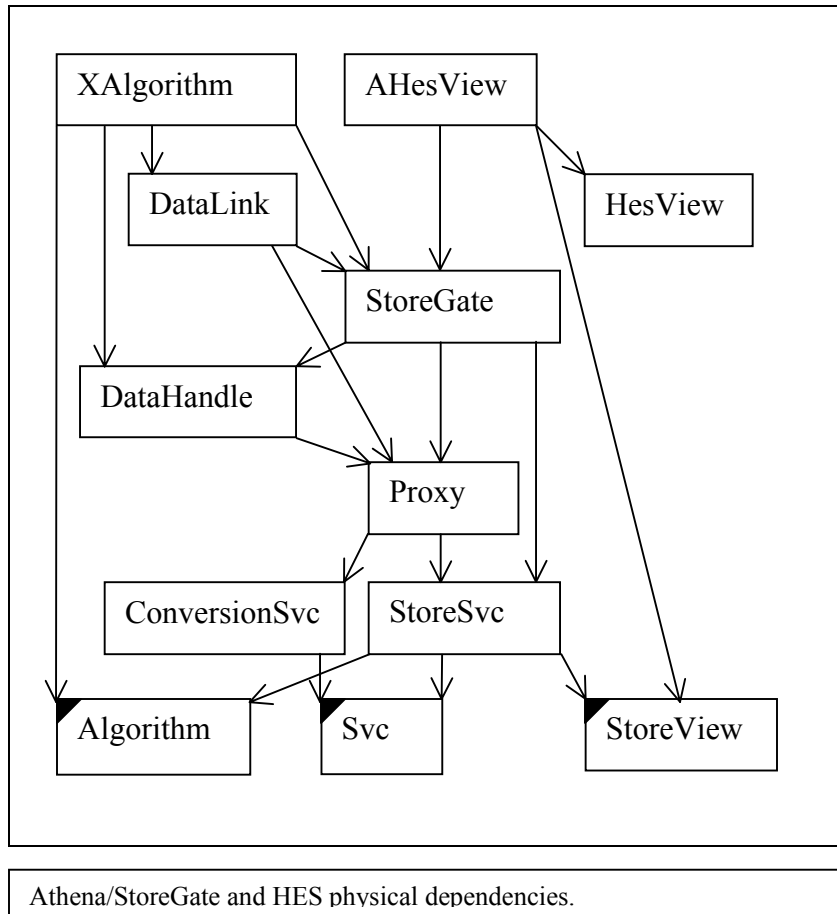 XAlgorithm
AHesView
DataLink
HesView
StoreGate
DataHandle
Proxy
ConversionSvc
StoreSvc
Algorithm
Svc
StoreView
Athena/StoreGate and HES physical dependencies.